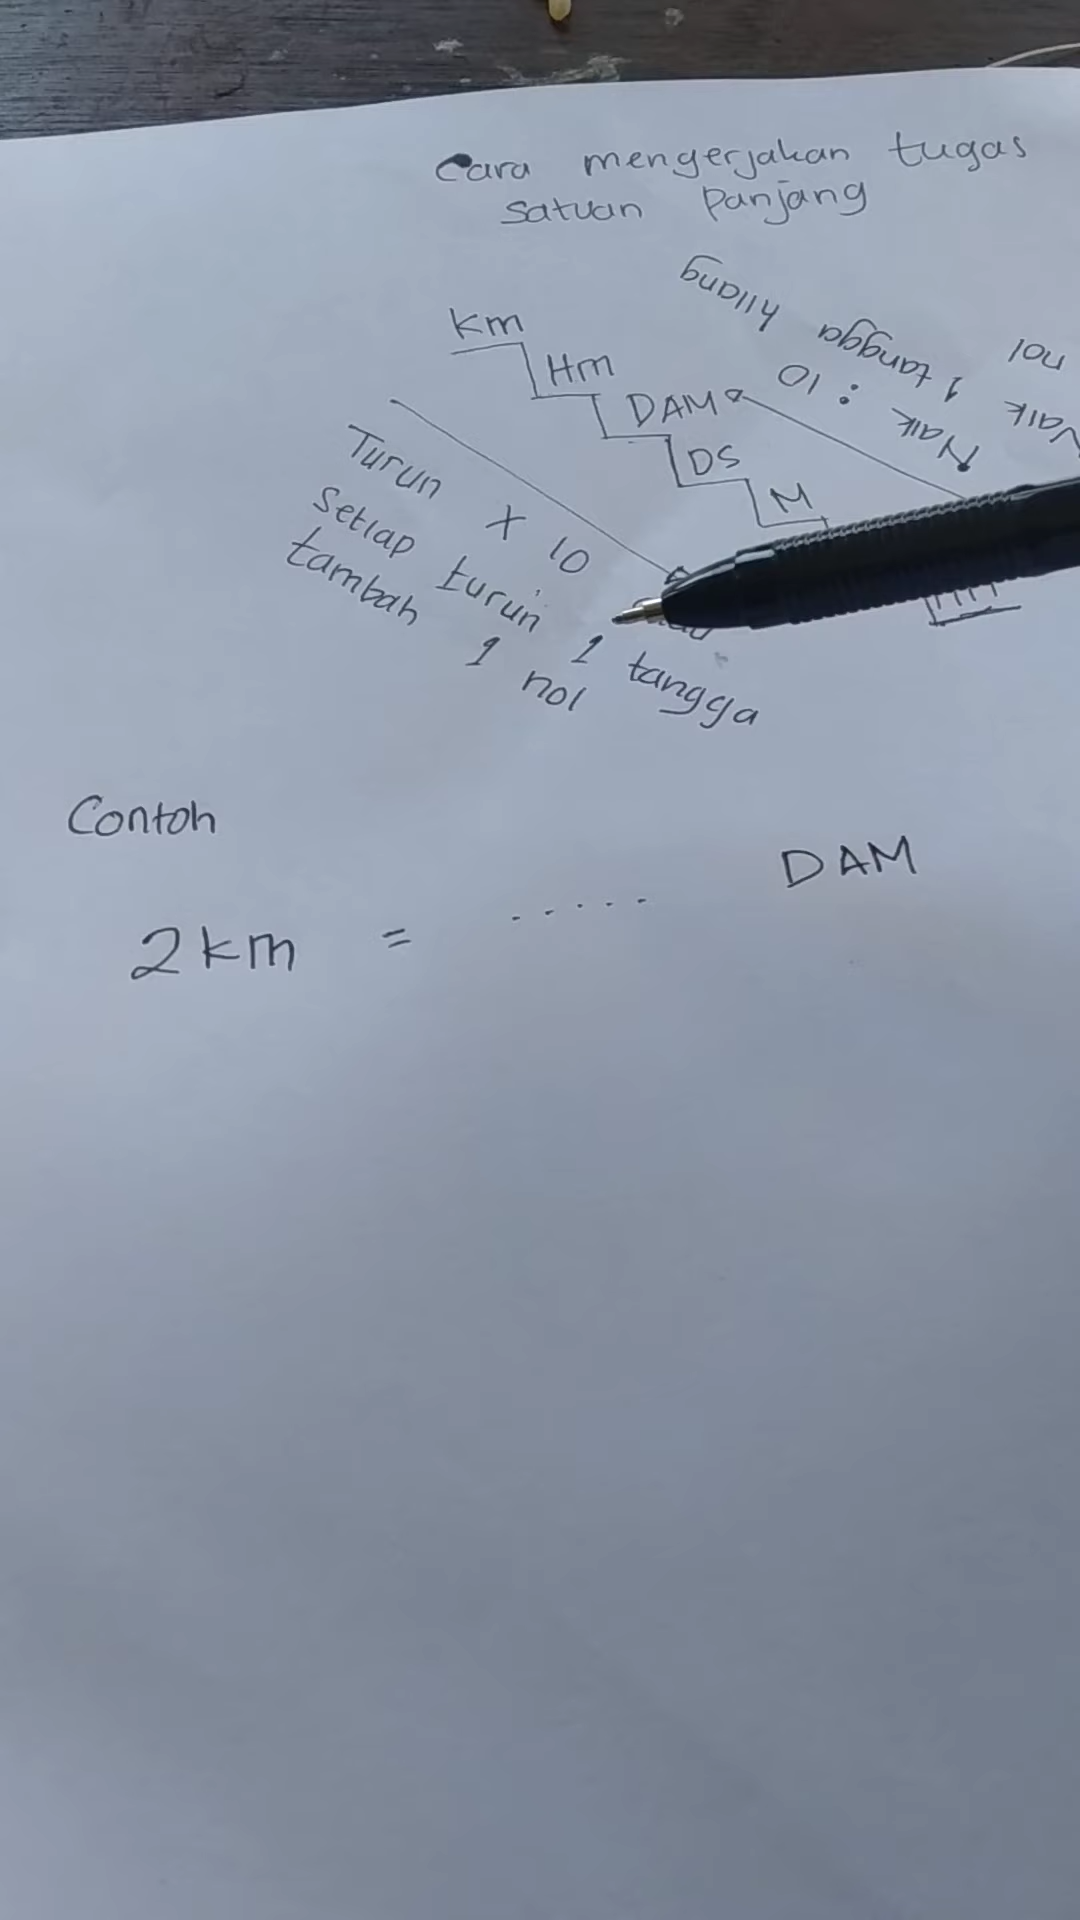 Cara mengerjakan tugas
satuan panjang
Km
Hm
DAM
DS
M
Naik : 10
Naik 1 tangga hilang
nol
Turun x 10
Setiap turun 1 tangga
tambah 1 nol
Contoh
2 km = ..... DAM